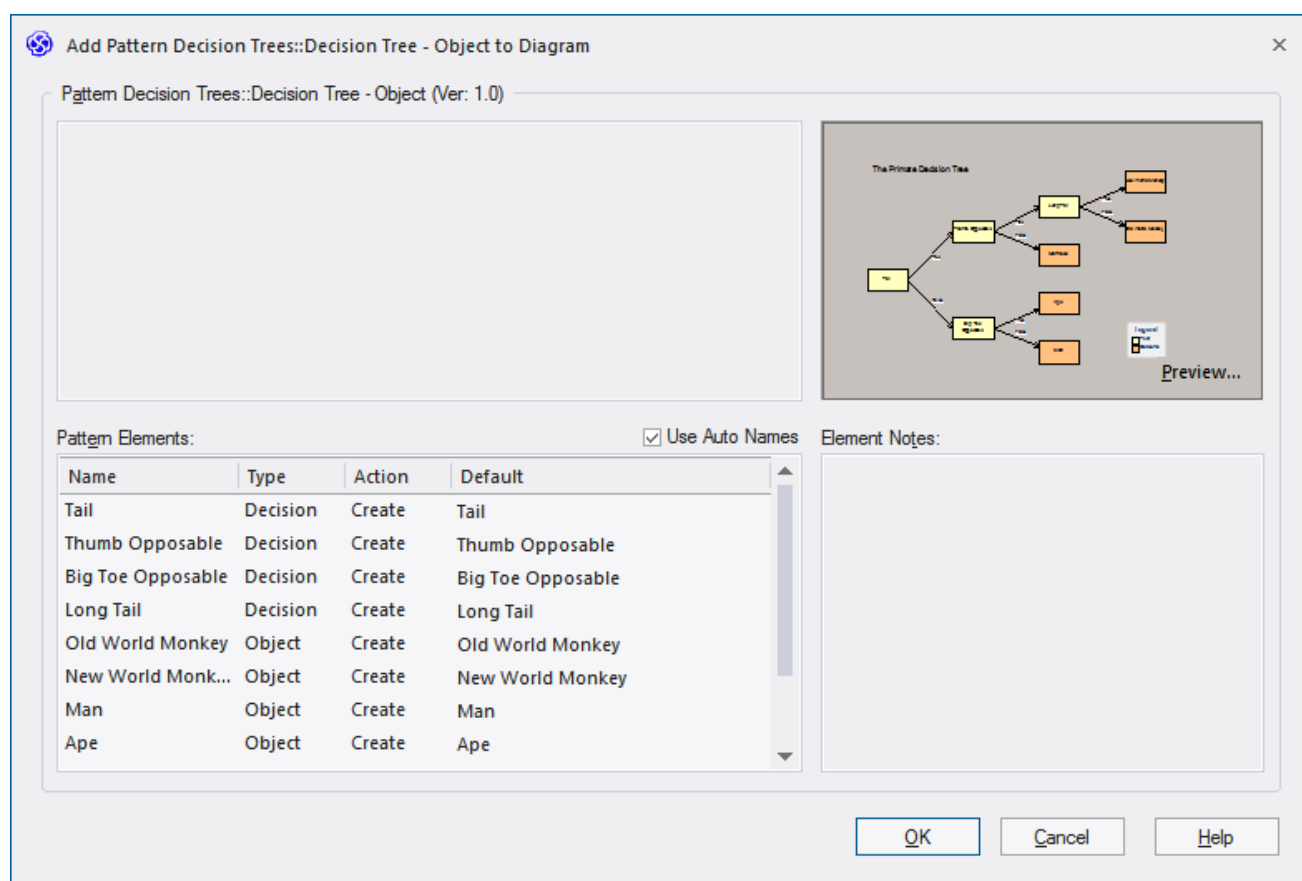 Add Pattern Decision Trees::Decision Tree - Object to Diagram
Pattern Decision Trees::Decision Tree - Object (Ver: 1.0)
The Primate Decision Tree
Preview...
Pattern Elements:
Use Auto Names
Element Notes:
Name Type Action Default
Tail Decision Create Tail
Thumb Opposable Decision Create Thumb Opposable
Big Toe Opposable Decision Create Big Toe Opposable
Long Tail Decision Create Long Tail
Old World Monkey Object Create Old World Monkey
New World Monk... Object Create New World Monkey
Man Object Create Man
Ape Object Create Ape
OK Cancel Help